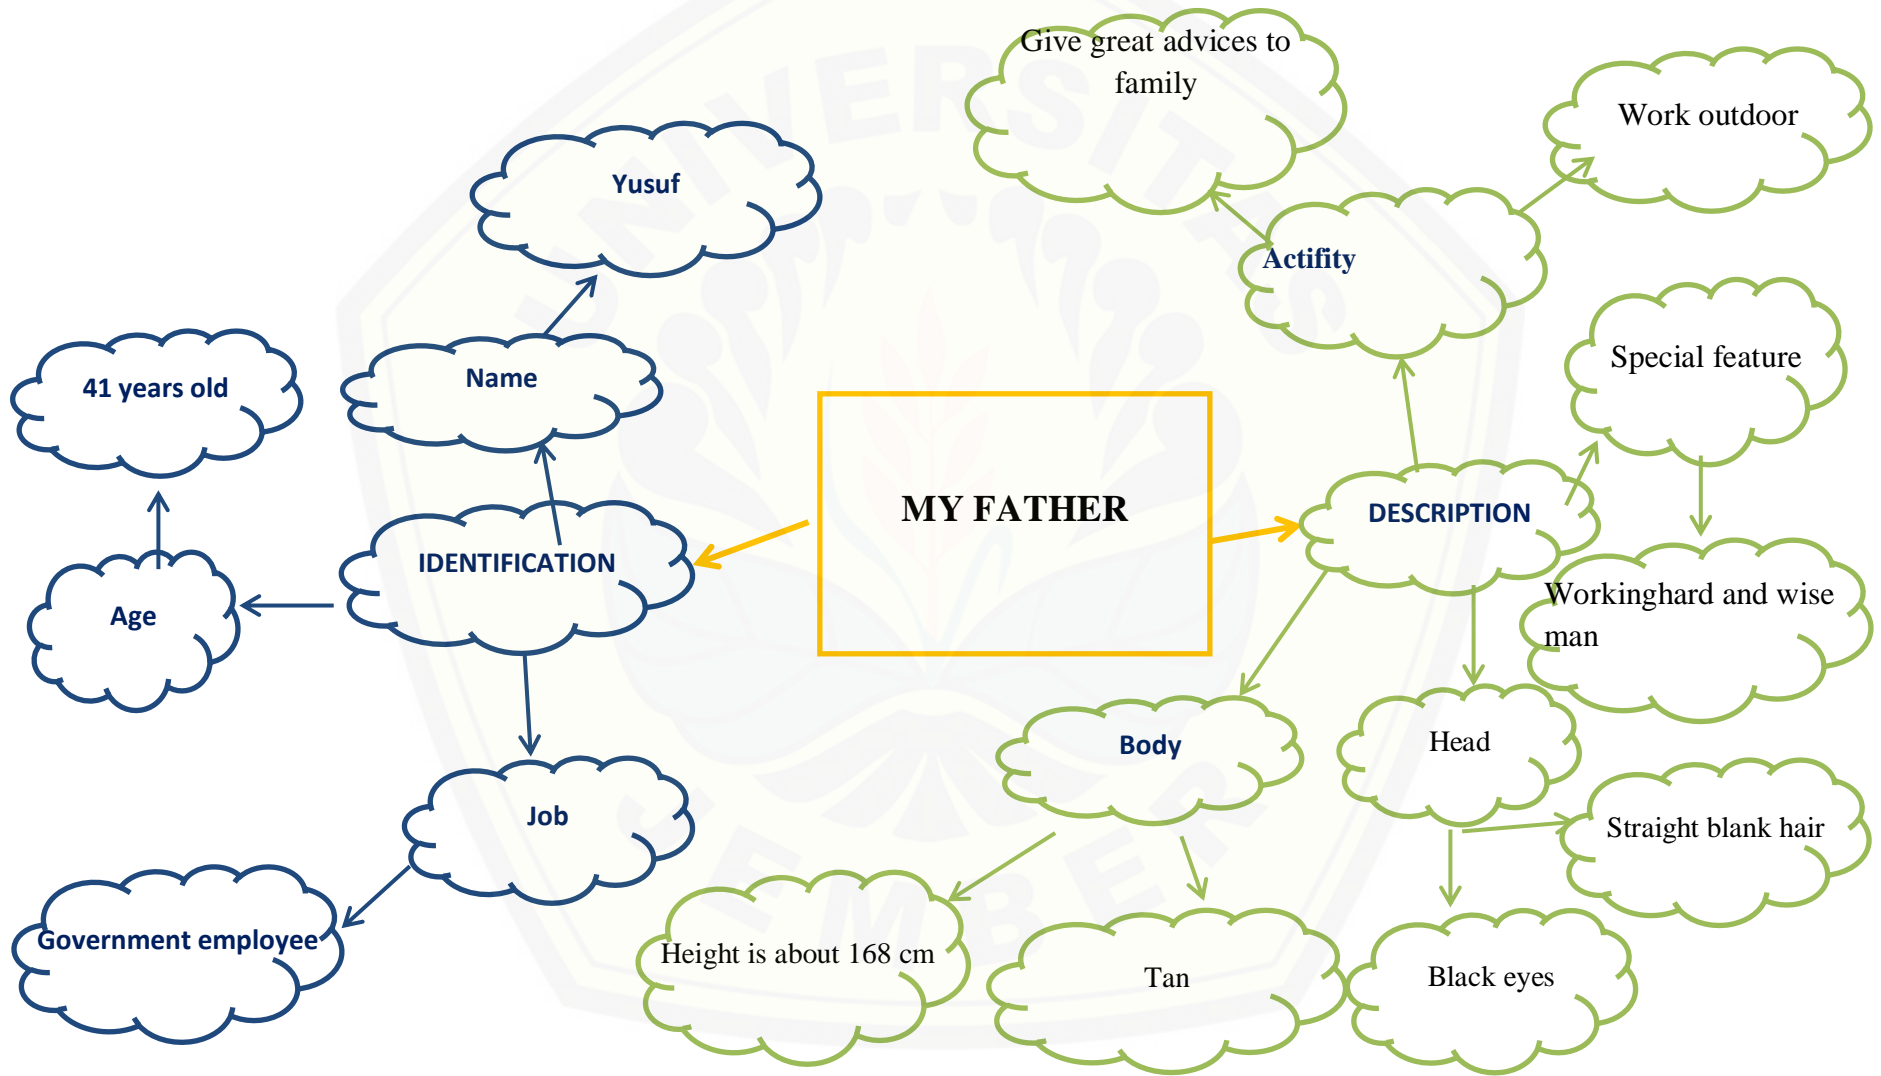 Give great advices to
family
Work outdoor
Yusuf
Actifity
Special feature
Name
41 years old
MY FATHER
DESCRIPTION
IDENTIFICATION
Workinghard and wise
man
Age
Body
Head
Job
Straight blank hair
Government employee
Height is about 168 cm
Tan
Black eyes
UNIVERSITAS
JEMBER